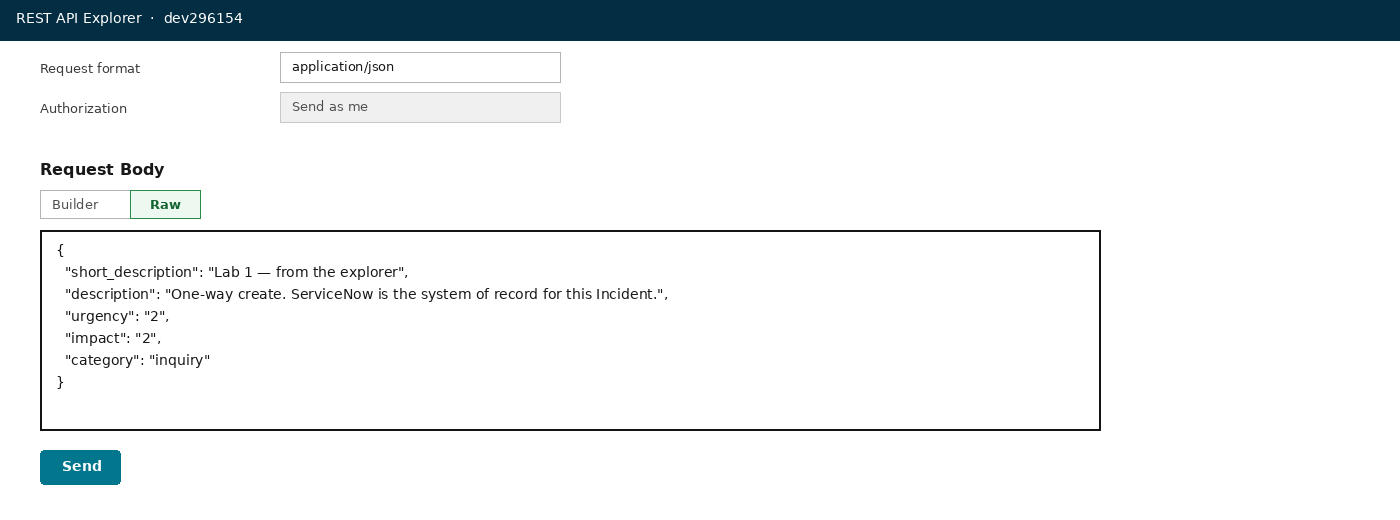 REST API Explorer · dev296154
Request format
application/json
Authorization
Send as me
Request Body
Builder
Raw
{
"short_description": "Lab 1 — from the explorer",
"description": "One-way create. ServiceNow is the system of record for this Incident.",
"urgency": "2",
"impact": "2",
"category": "inquiry"
}
Send